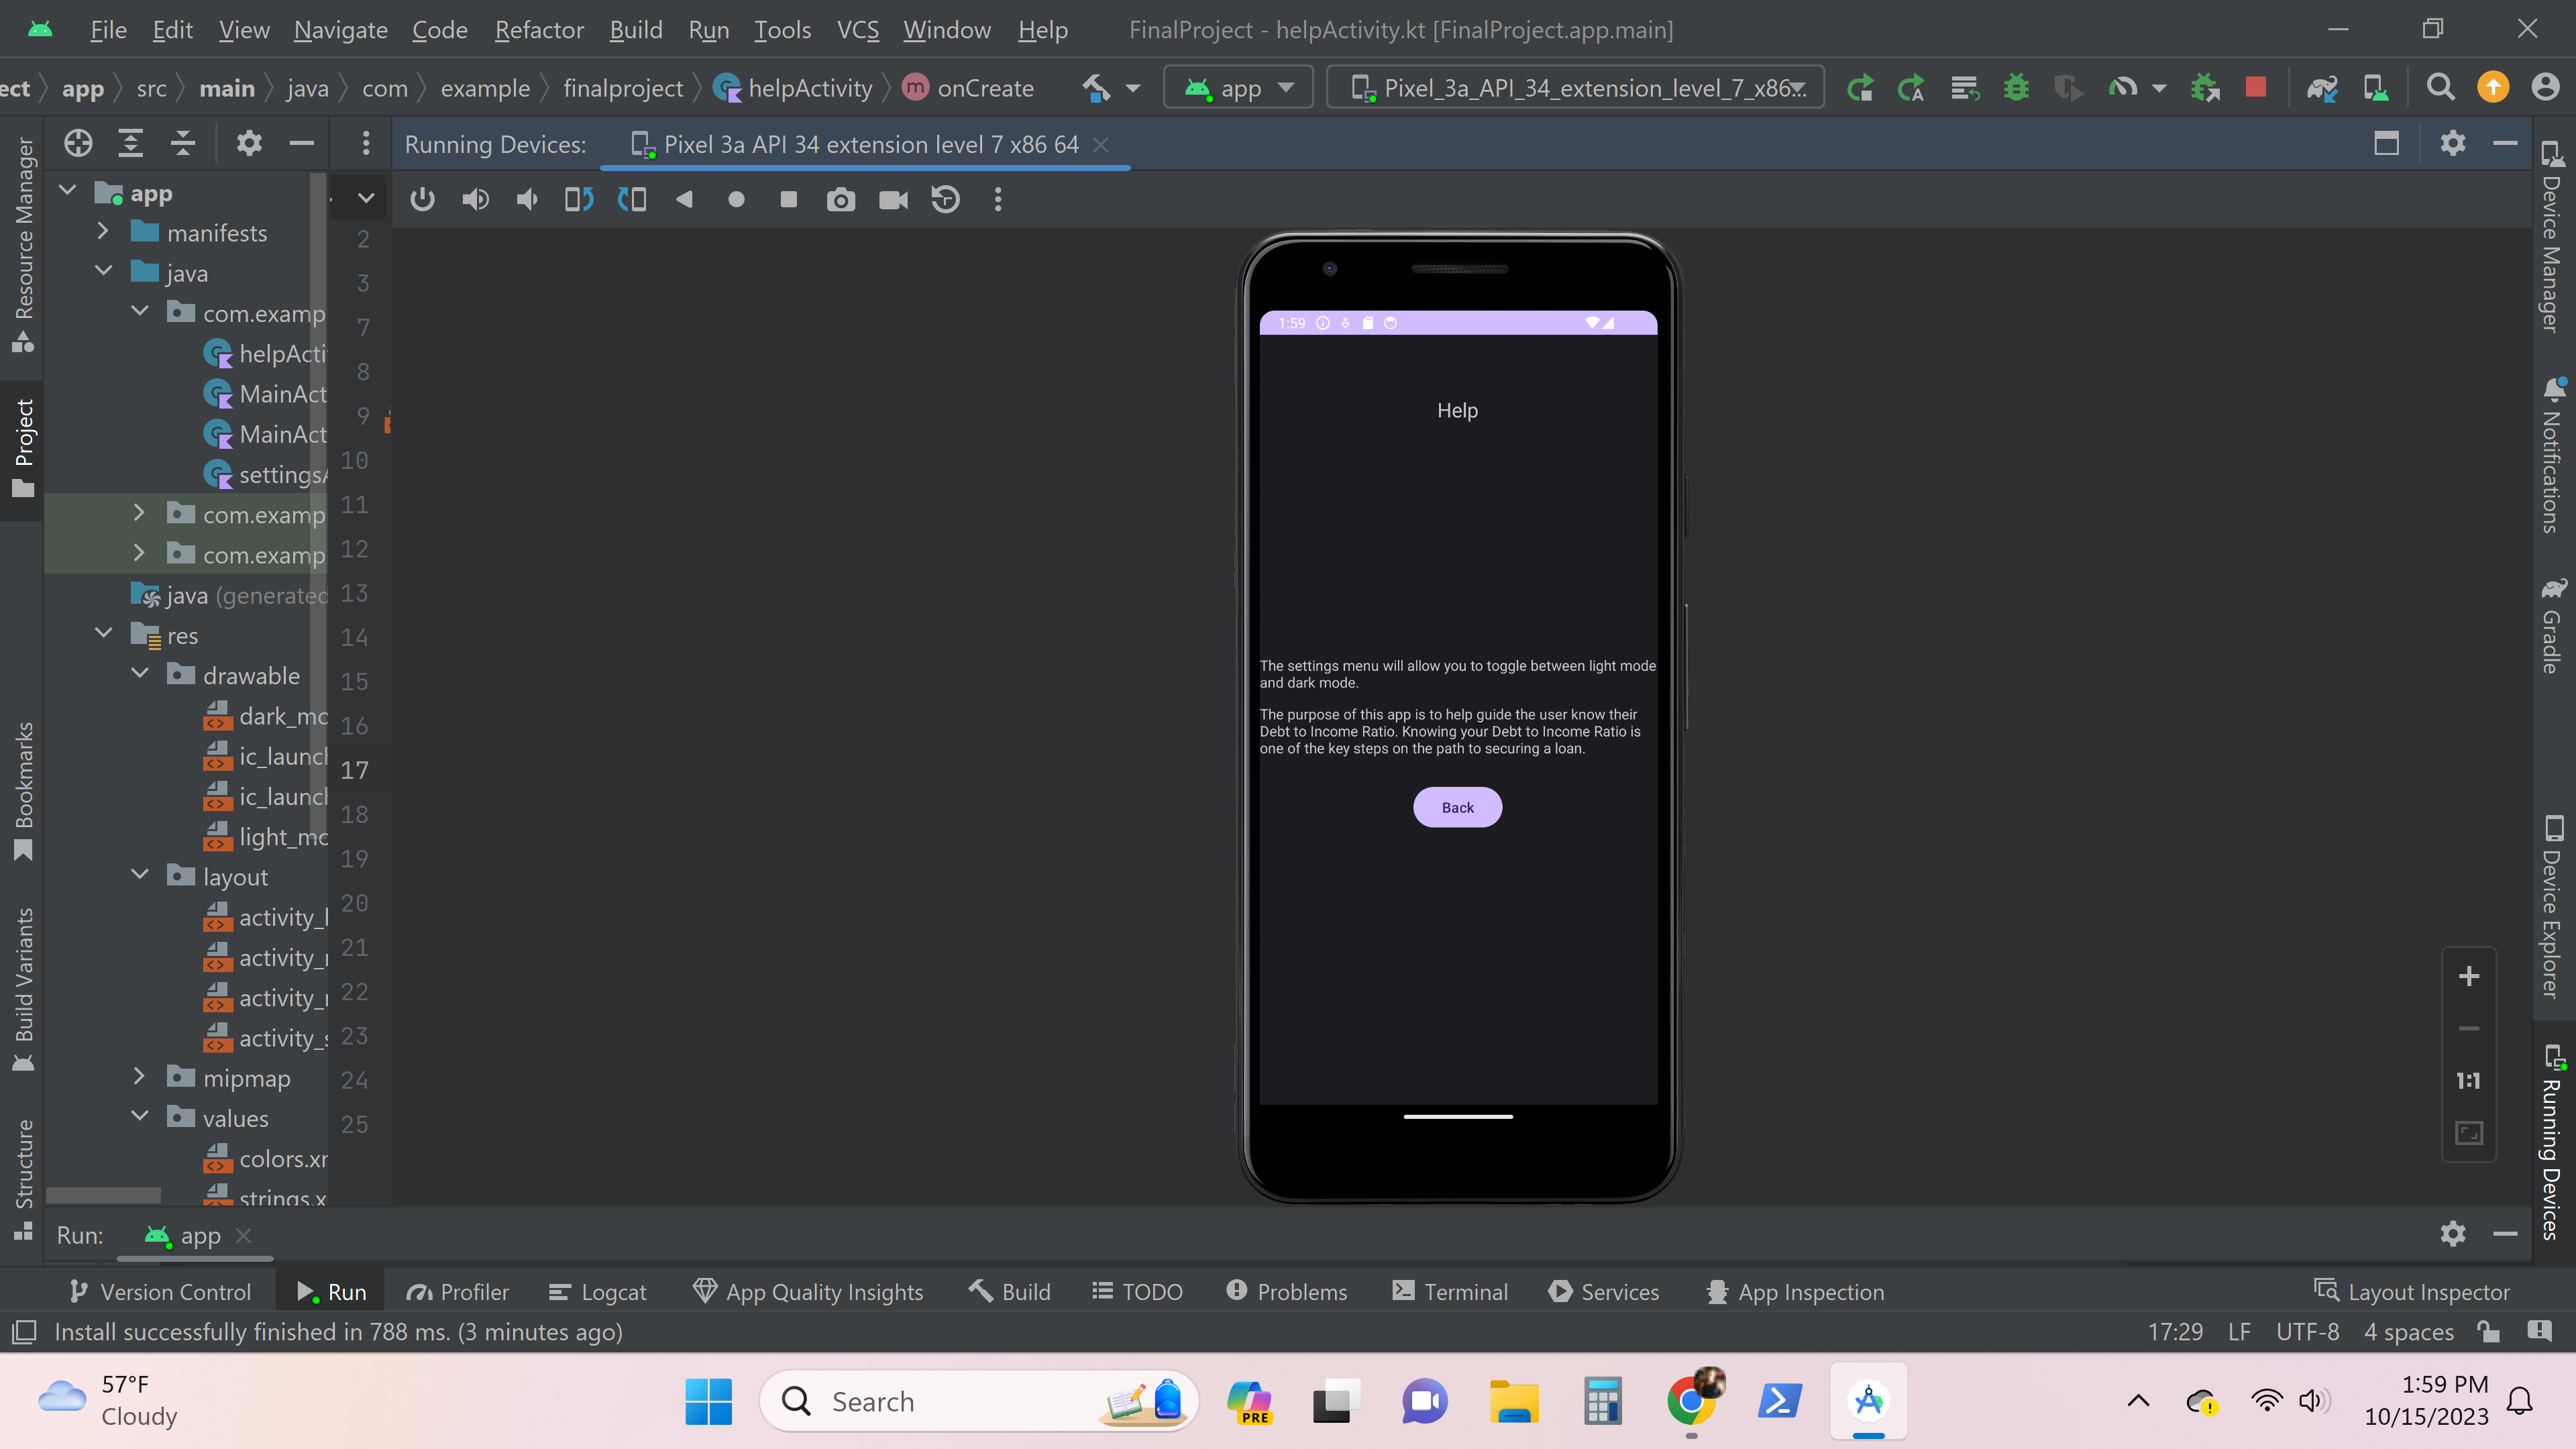 File Edit View Navigate Code Refactor Build Run Tools VCS Window Help FinalProject - helpActivity.kt [FinalProject.app.main]
ect app src main java com example finalproject helpActivity m onCreate app Pixel_3a_API_34_extension_level_7_x86...
Running Devices: Pixel 3a API 34 extension level 7 x86 64
Resource Manager
Project
Bookmarks
Build Variants
Structure
app
manifests
java
com.examp
helpActi
MainAct
MainAct
settingsA
com.examp
com.examp
java (generated
res
drawable
dark_mo
ic_launch
ic_launch
light_mo
layout
activity_h
activity_r
activity_r
activity_s
mipmap
values
colors.xm
strings.x
2
3
7
8
9
10
11
12
13
14
15
16
17
18
19
20
21
22
23
24
25
1:59
Help
The settings menu will allow you to toggle between light mode
and dark mode.
The purpose of this app is to help guide the user know their
Debt to Income Ratio. Knowing your Debt to Income Ratio is
one of the key steps on the path to securing a loan.
Back
1:1
Device Manager
Notifications
Gradle
Device Explorer
Running Devices
Run: app
Version Control Run Profiler Logcat App Quality Insights Build TODO Problems Terminal Services App Inspection Layout Inspector
Install successfully finished in 788 ms. (3 minutes ago) 17:29 LF UTF-8 4 spaces
57°F
Cloudy
Search
PRE
1:59 PM
10/15/2023